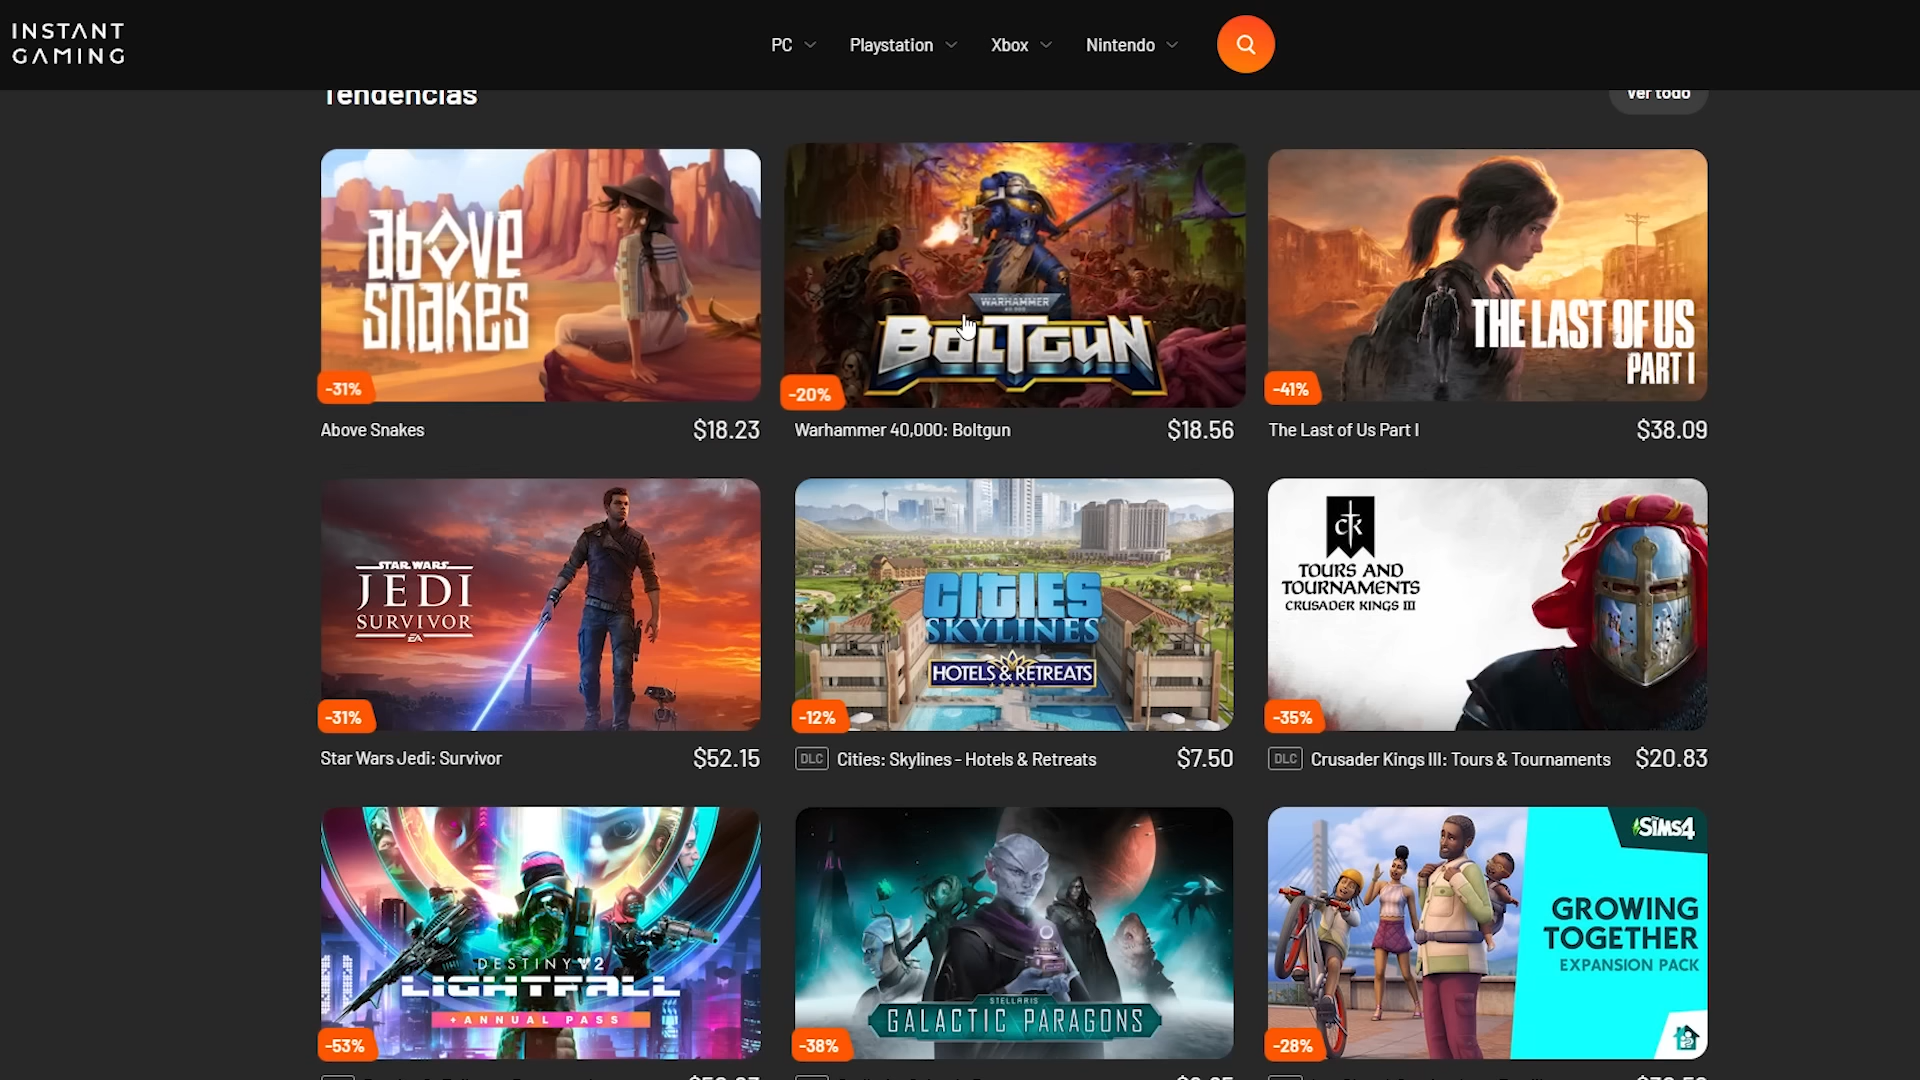 INSTANT
GAMING
PC
Playstation
Xbox
Nintendo
Tendencias
Ver todo
above
snakes
-31%
Above Snakes
$18.23
WARHAMMER
BOLTGUN
-20%
Warhammer 40,000: Boltgun
$18.56
THE LAST OF US
PART I
-41%
The Last of Us Part I
$38.09
STAR WARS
JEDI
SURVIVOR
EA
-31%
Star Wars Jedi: Survivor
$52.15
CITIES
SKYLINES
HOTELS & RETREATS
-12%
DLC
Cities: Skylines - Hotels & Retreats
$7.50
ck
TOURS AND
TOURNAMENTS
CRUSADER KINGS III
-35%
DLC
Crusader Kings III: Tours & Tournaments
$20.83
DESTINY 2
LIGHTFALL
+ ANNUAL PASS
-53%
STELLARIS
GALACTIC PARAGONS
-38%
THE SIMS 4
GROWING
TOGETHER
EXPANSION PACK
-28%